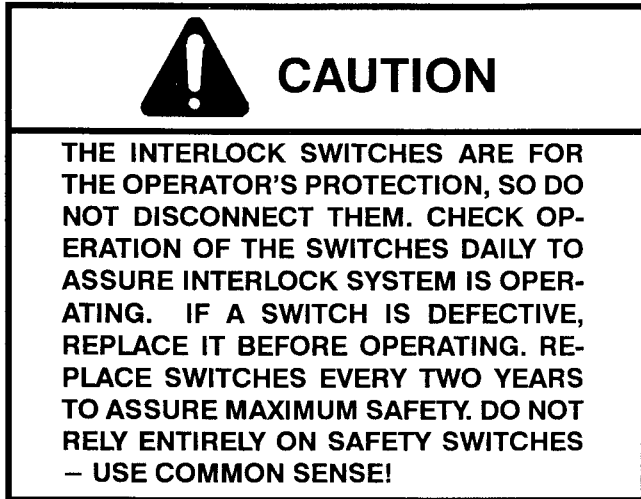 CAUTION
THE INTERLOCK SWITCHES ARE FOR
THE OPERATOR'S PROTECTION, SO DO
NOT DISCONNECT THEM. CHECK OP-
ERATION OF THE SWITCHES DAILY TO
ASSURE INTERLOCK SYSTEM IS OPER-
ATING. IF A SWITCH IS DEFECTIVE,
REPLACE IT BEFORE OPERATING. RE-
PLACE SWITCHES EVERY TWO YEARS
TO ASSURE MAXIMUM SAFETY. DO NOT
RELY ENTIRELY ON SAFETY SWITCHES
– USE COMMON SENSE!